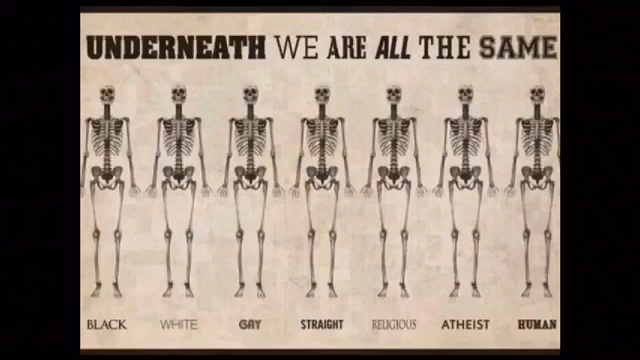 UNDERNEATH WE ARE ALL THE SAME
BLACK WHITE GAY STRAIGHT RELIGIOUS ATHEIST HUMAN